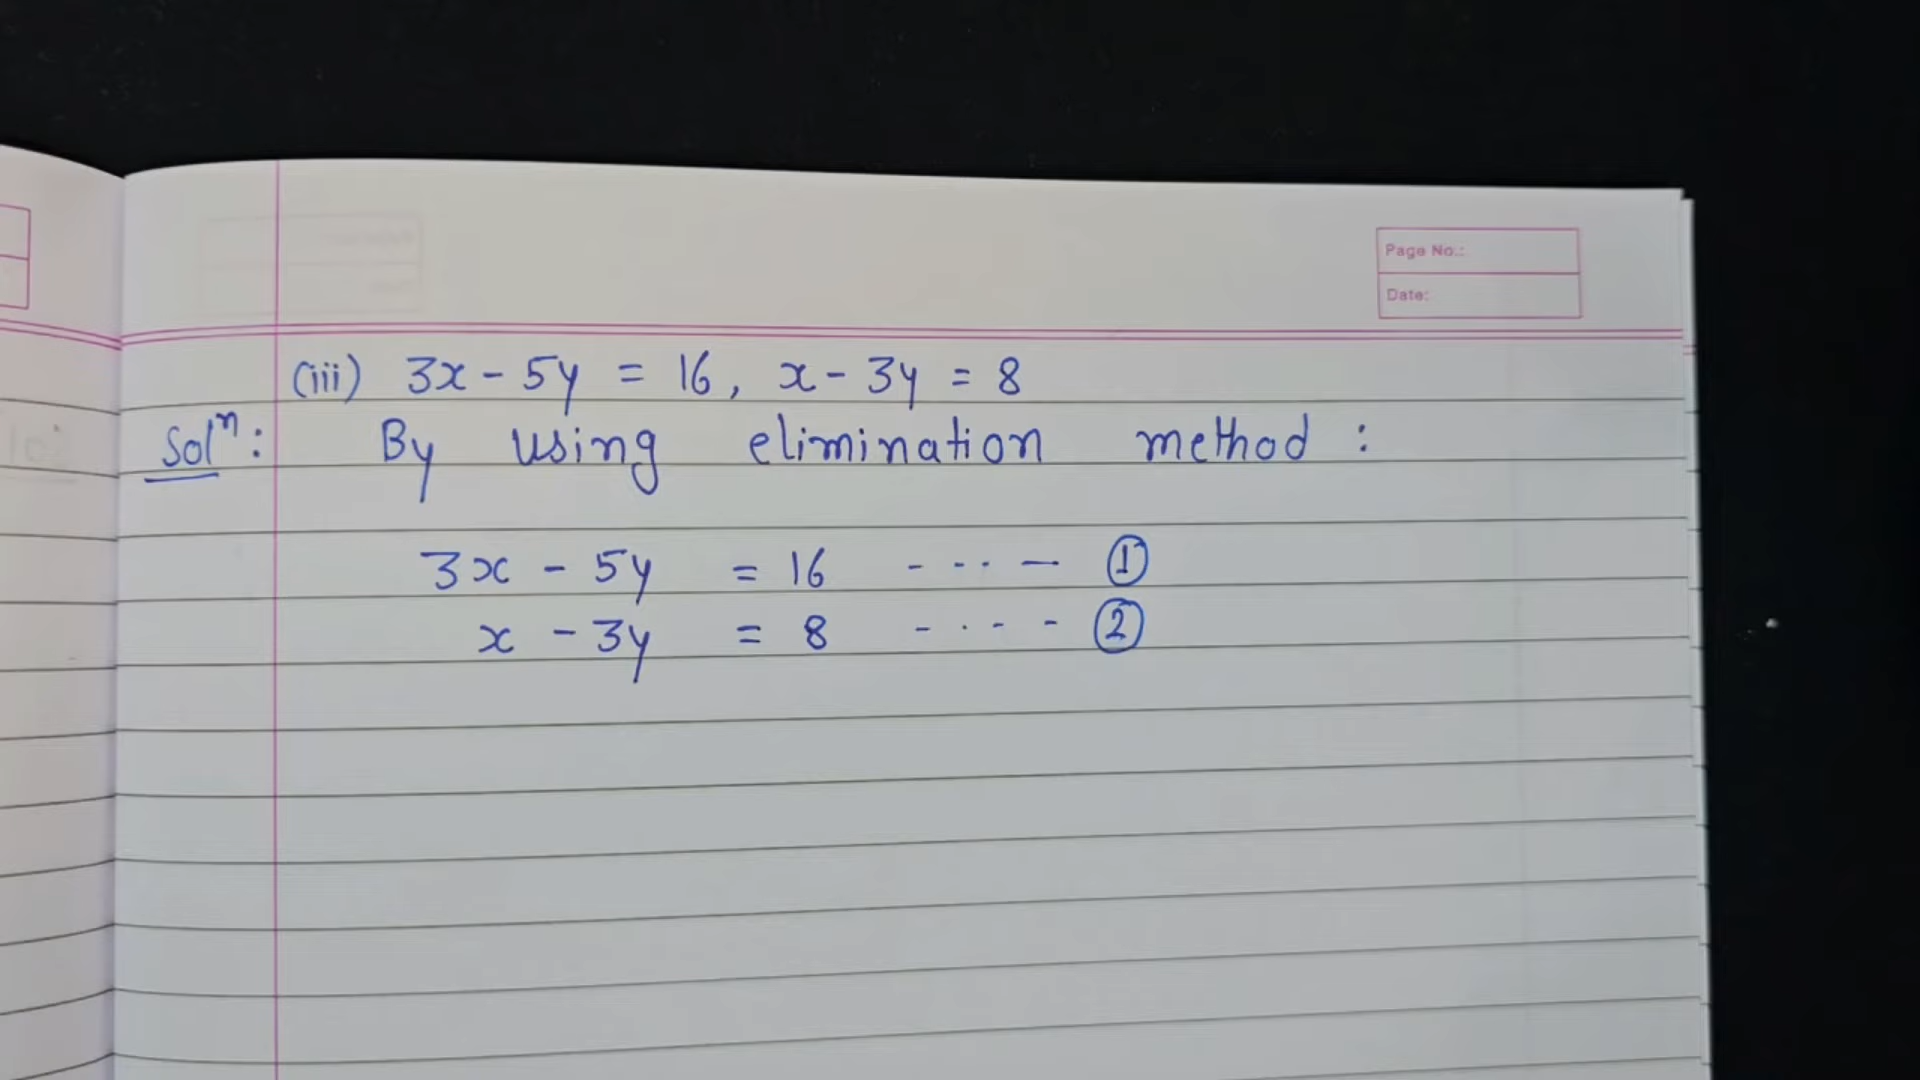 Page No.:
Date:
(iii) 3x - 5y = 16, x - 3y = 8
Solⁿ: By using elimination method :
3x - 5y = 16 - - - - ①
x - 3y = 8 - - - - ②